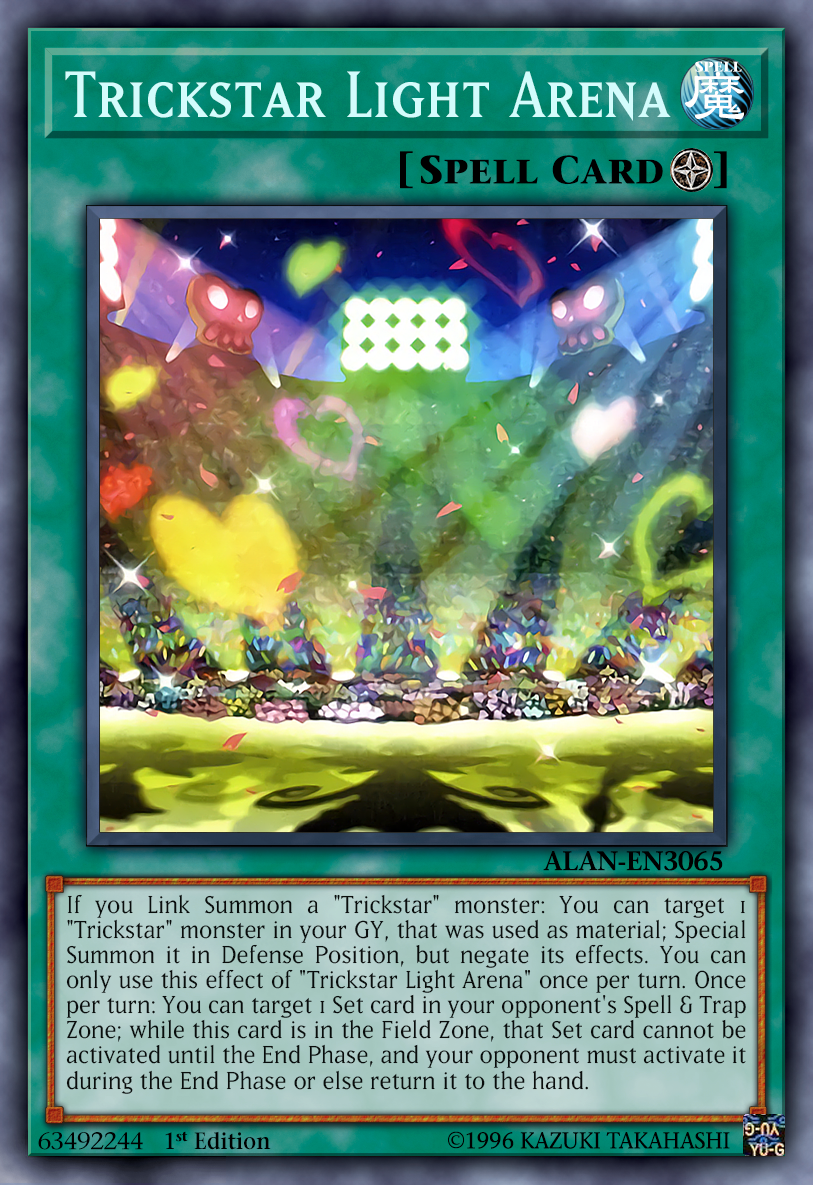 Trickstar Light Arena
SPELL
魔
[Spell Card]
ALAN-EN3065
If you Link Summon a "Trickstar" monster: You can target 1
"Trickstar" monster in your GY, that was used as material; Special
Summon it in Defense Position, but negate its effects. You can
only use this effect of "Trickstar Light Arena" once per turn. Once
per turn: You can target 1 Set card in your opponent's Spell & Trap
Zone; while this card is in the Field Zone, that Set card cannot be
activated until the End Phase, and your opponent must activate it
during the End Phase or else return it to the hand.
63492244 1st Edition ©1996 KAZUKI TAKAHASHI
YU-G
YU-G